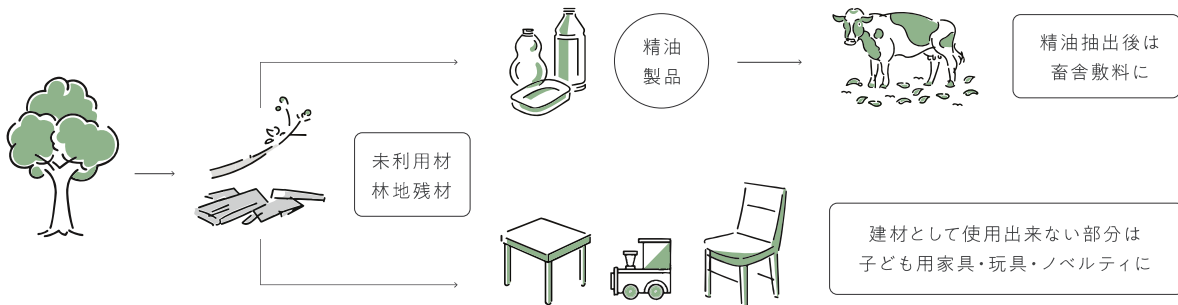 精油
製品
精油抽出後は
畜舎敷料に
未利用材
林地残材
建材として使用出来ない部分は
子ども用家具・玩具・ノベルティに